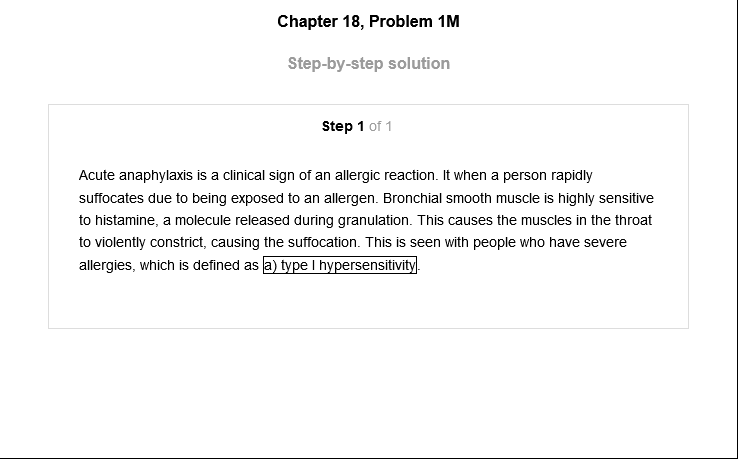 Chapter 18, Problem 1M
Step-by-step solution
Step 1 of 1
Acute anaphylaxis is a clinical sign of an allergic reaction. It when a person rapidly
suffocates due to being exposed to an allergen. Bronchial smooth muscle is highly sensitive
to histamine, a molecule released during granulation. This causes the muscles in the throat
to violently constrict, causing the suffocation. This is seen with people who have severe
allergies, which is defined as a) type I hypersensitivity.